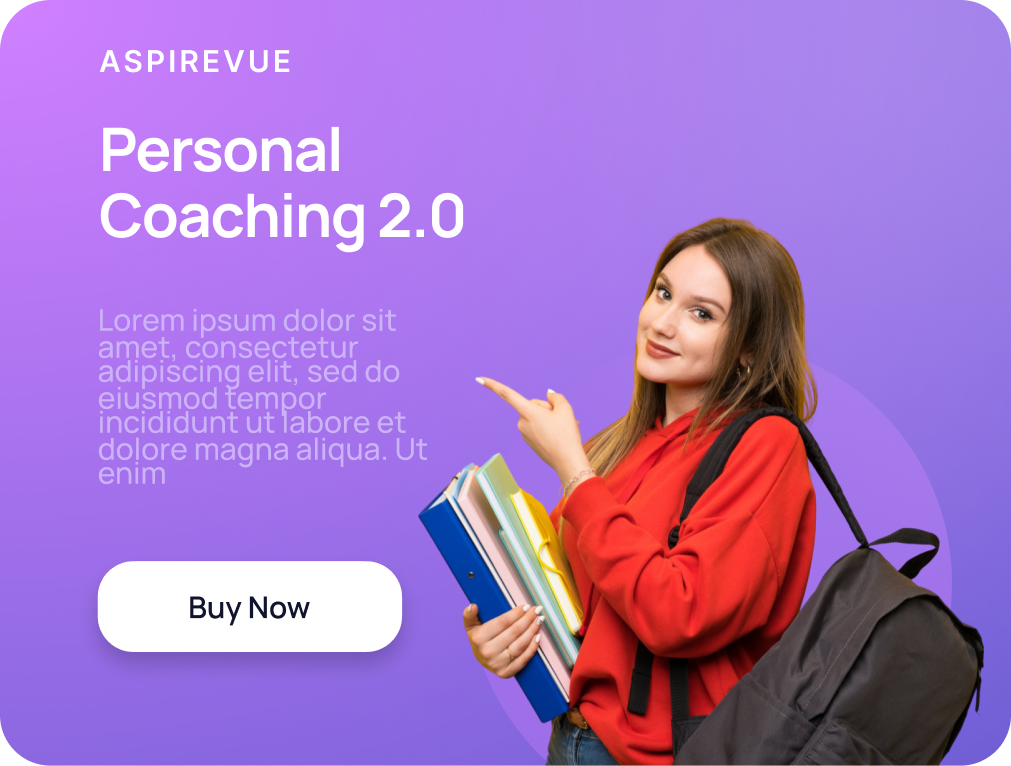 ASPIREVUE
Personal
Coaching 2.0
Lorem ipsum dolor sit
amet, consectetur
adipiscing elit, sed do
eiusmod tempor
incididunt ut labore et
dolore magna aliqua. Ut
enim
Buy Now